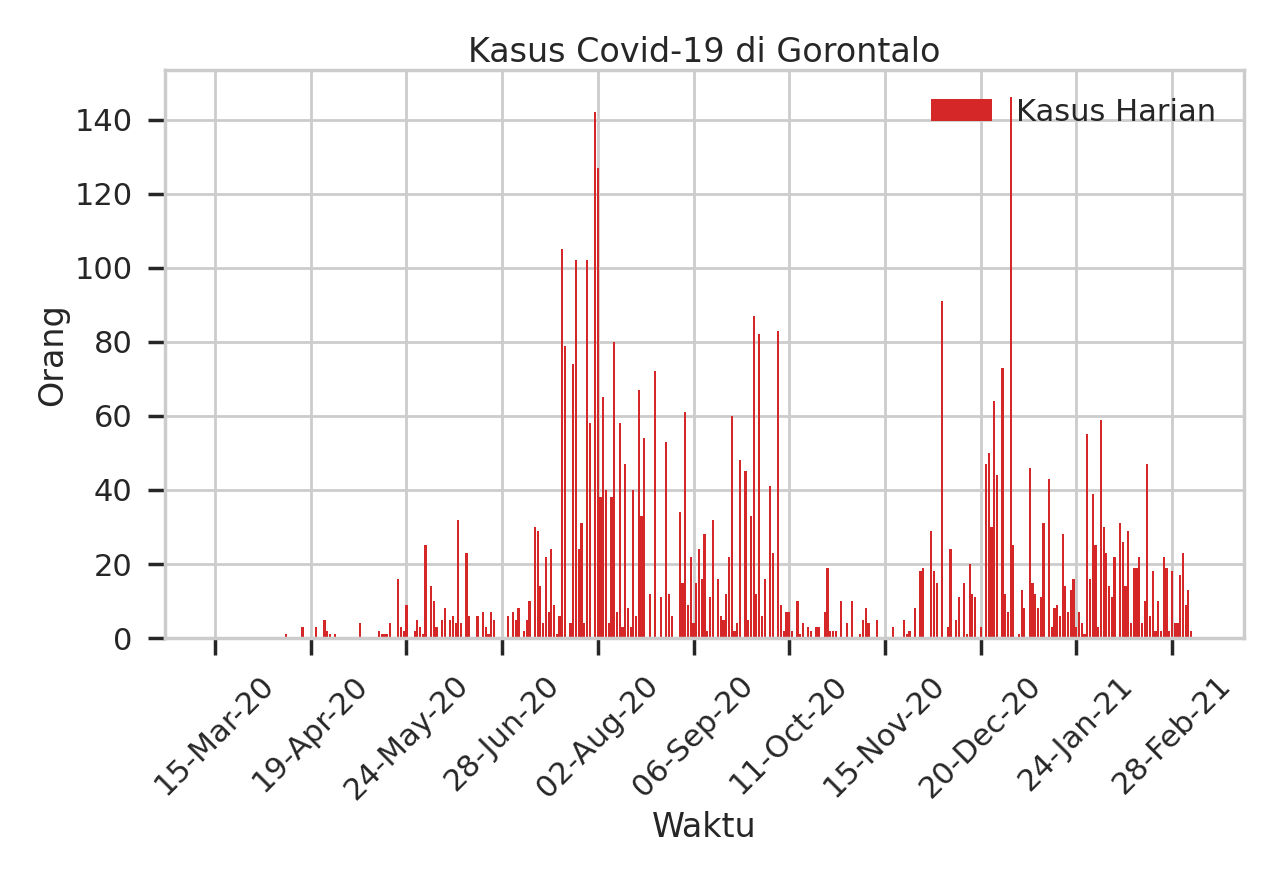 Kasus Covid-19 di Gorontalo
Kasus Harian
Orang
140
120
100
80
60
40
20
0
15-Mar-20
19-Apr-20
24-May-20
28-Jun-20
02-Aug-20
06-Sep-20
11-Oct-20
15-Nov-20
20-Dec-20
24-Jan-21
28-Feb-21
Waktu